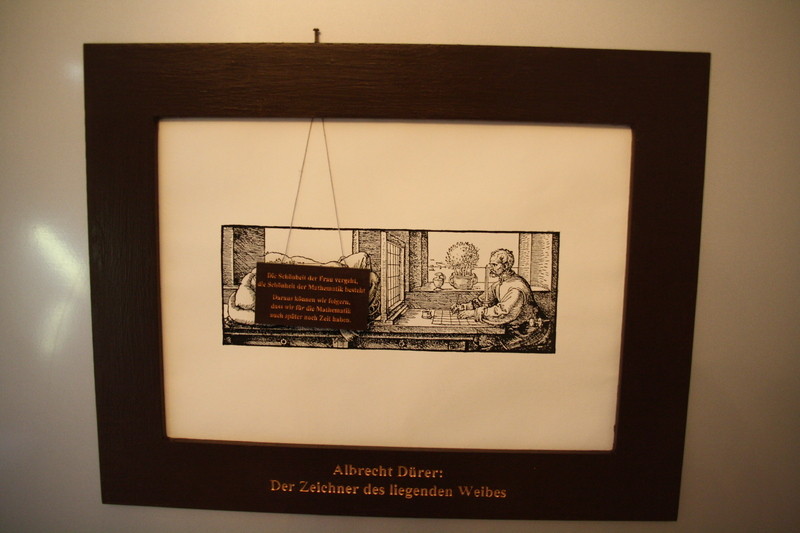 Die Schönheit der Frau vergeht,
die Schönheit der Mathematik besteht
Daraus können wir folgern,
dass wir für die Mathematik
auch später noch Zeit haben.
Albrecht Dürer:
Der Zeichner des liegenden Weibes